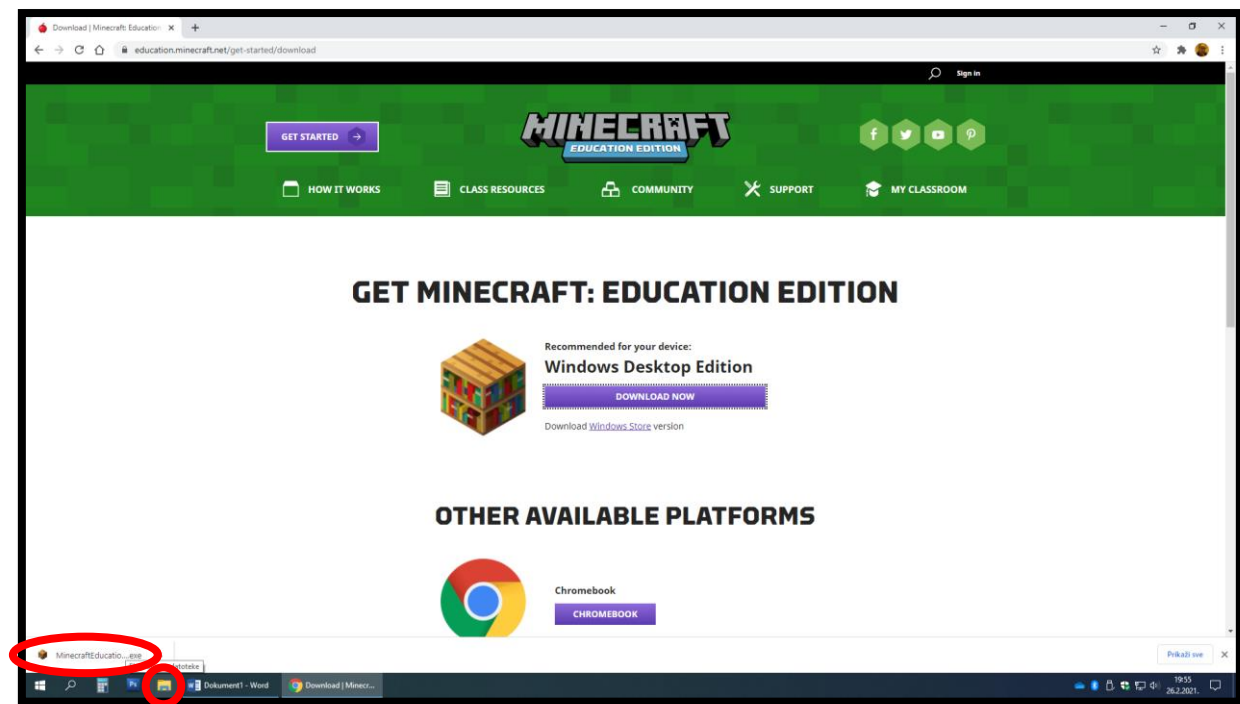 Download | Minecraft: Education
education.minecraft.net/get-started/download
Sign in
GET STARTED
MINECRAFT
EDUCATION EDITION
HOW IT WORKS
CLASS RESOURCES
COMMUNITY
SUPPORT
MY CLASSROOM
GET MINECRAFT: EDUCATION EDITION
Recommended for your device:
Windows Desktop Edition
DOWNLOAD NOW
Download Windows Store version
OTHER AVAILABLE PLATFORMS
Chromebook
CHROMEBOOK
MinecraftEducatio....exe
Prikaži sve
Ps
Dokument1 - Word
Download | Minecr...
19:55
26.2.2021.